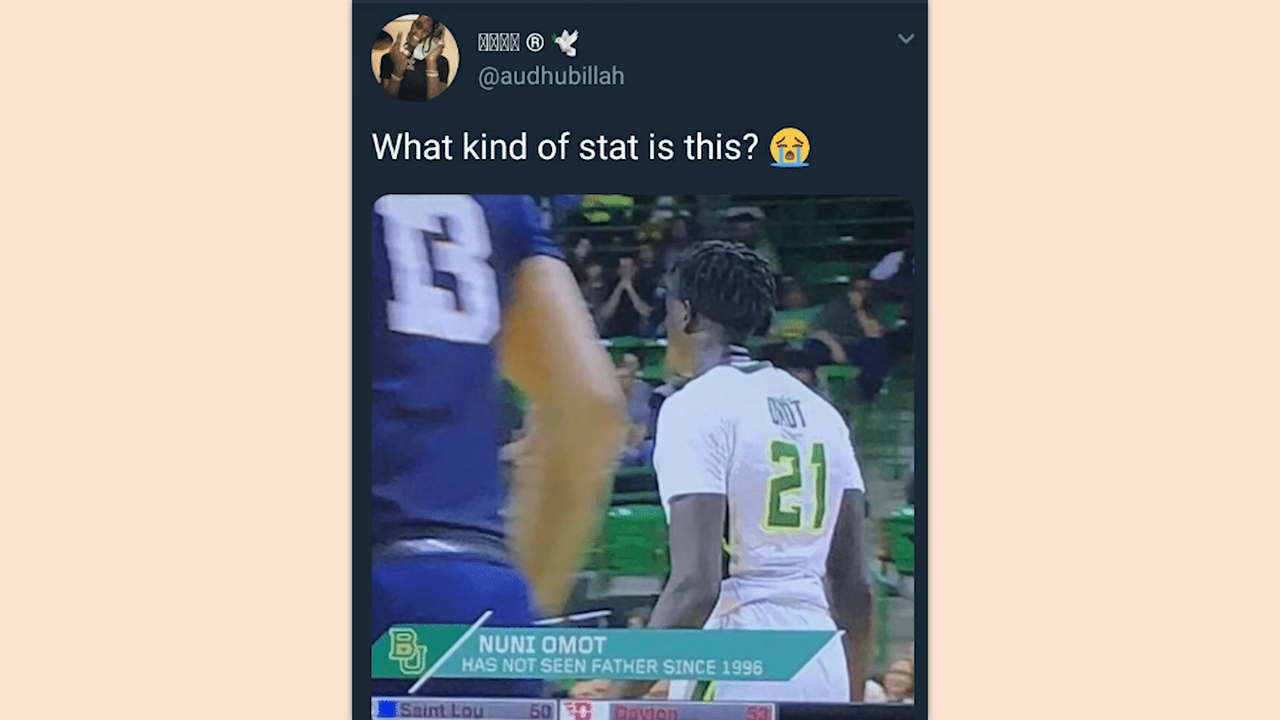 ®
@audhubillah
What kind of stat is this? 😭
13
OMOT
21
BU
NUNI OMOT
HAS NOT SEEN FATHER SINCE 1996
Saint Lou 50 D Dayton 53